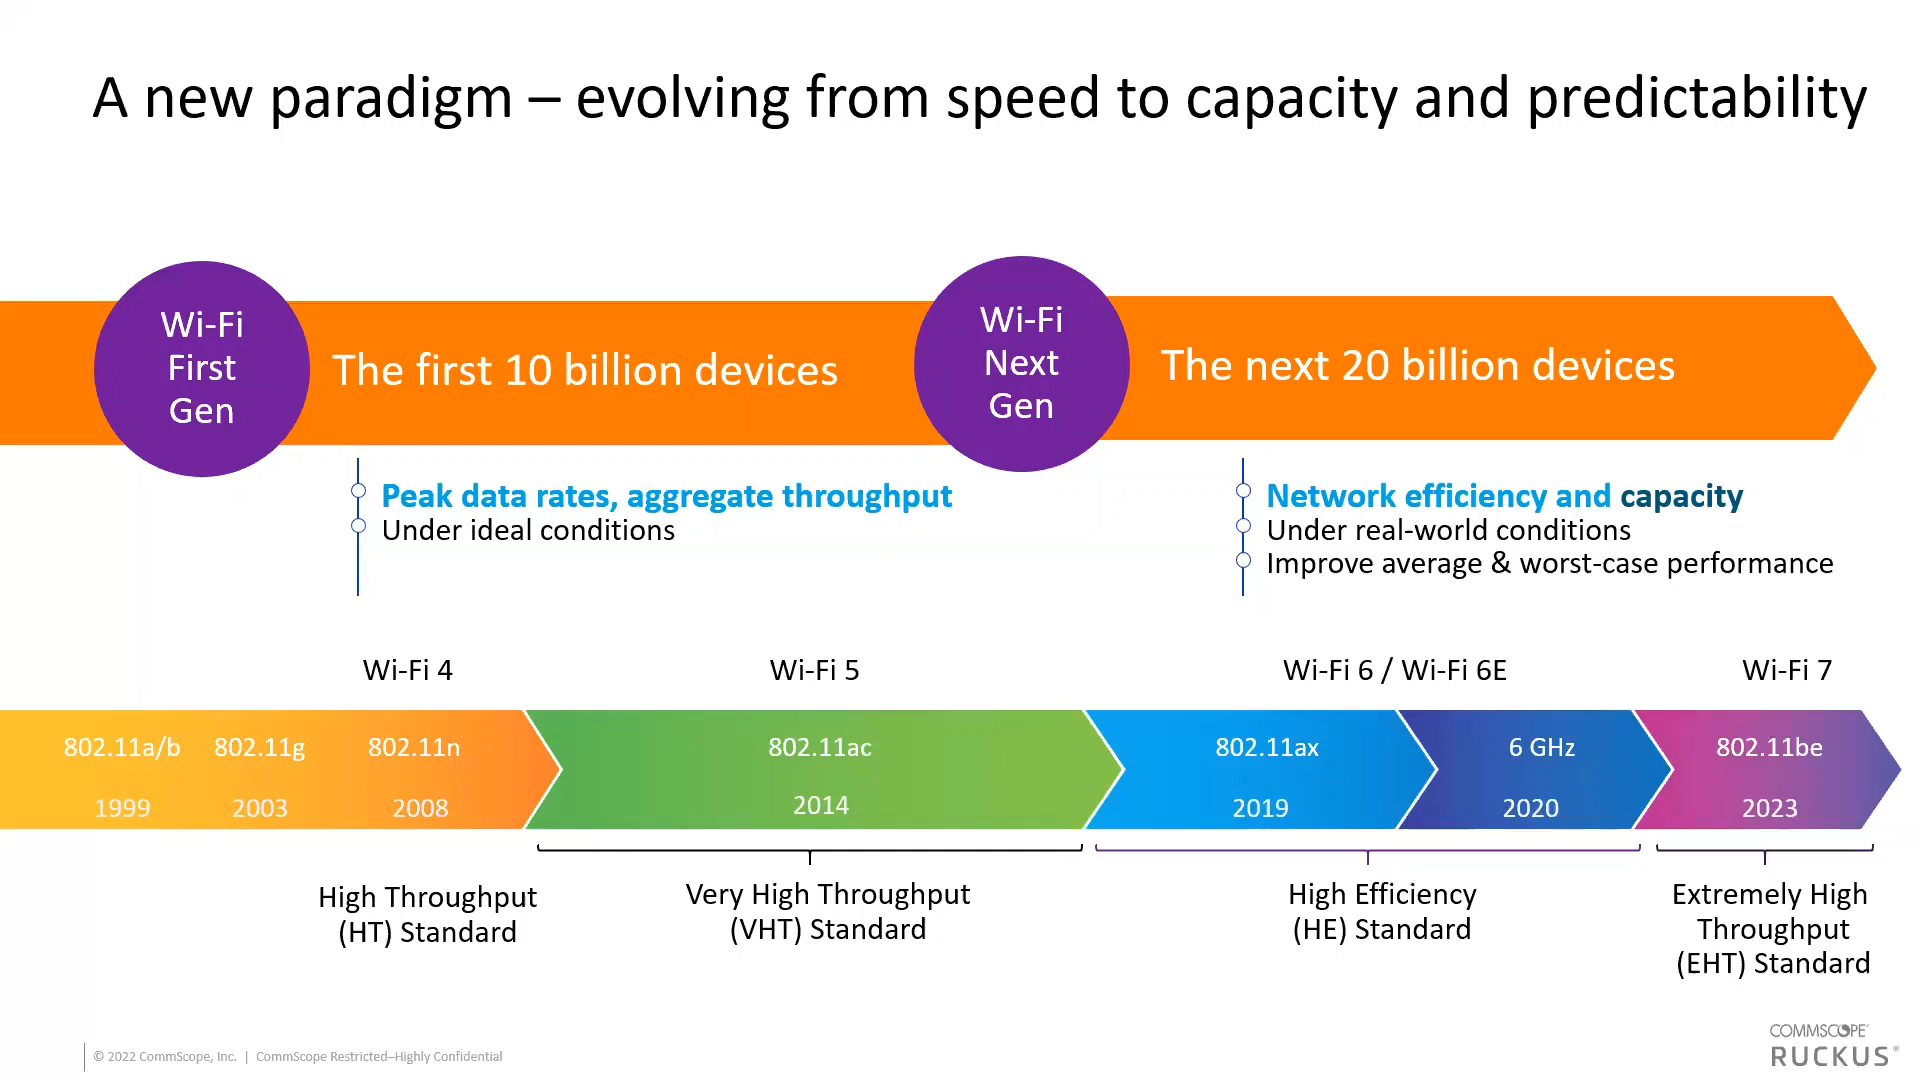 A new paradigm – evolving from speed to capacity and predictability
Wi-Fi
First
Gen
The first 10 billion devices
Wi-Fi
Next
Gen
The next 20 billion devices
Peak data rates, aggregate throughput
Under ideal conditions
Network efficiency and capacity
Under real-world conditions
Improve average & worst-case performance
Wi-Fi 4
Wi-Fi 5
Wi-Fi 6 / Wi-Fi 6E
Wi-Fi 7
802.11a/b
1999
802.11g
2003
802.11n
2008
802.11ac
2014
802.11ax
2019
6 GHz
2020
802.11be
2023
High Throughput
(HT) Standard
Very High Throughput
(VHT) Standard
High Efficiency
(HE) Standard
Extremely High
Throughput
(EHT) Standard
© 2022 CommScope, Inc. | CommScope Restricted–Highly Confidential
COMMSCOPE®
RUCKUS®